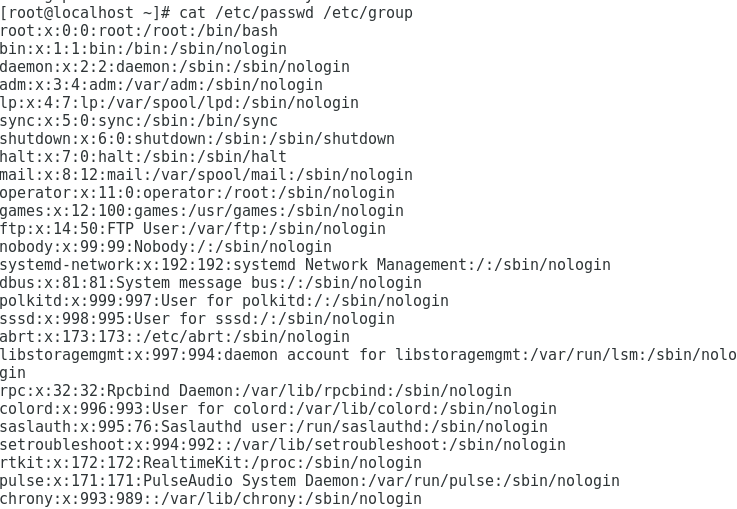 [root@localhost ~]# cat /etc/passwd /etc/group
root:x:0:0:root:/root:/bin/bash
bin:x:1:1:bin:/bin:/sbin/nologin
daemon:x:2:2:daemon:/sbin:/sbin/nologin
adm:x:3:4:adm:/var/adm:/sbin/nologin
lp:x:4:7:lp:/var/spool/lpd:/sbin/nologin
sync:x:5:0:sync:/sbin:/bin/sync
shutdown:x:6:0:shutdown:/sbin:/sbin/shutdown
halt:x:7:0:halt:/sbin:/sbin/halt
mail:x:8:12:mail:/var/spool/mail:/sbin/nologin
operator:x:11:0:operator:/root:/sbin/nologin
games:x:12:100:games:/usr/games:/sbin/nologin
ftp:x:14:50:FTP User:/var/ftp:/sbin/nologin
nobody:x:99:99:Nobody:/:/sbin/nologin
systemd-network:x:192:192:systemd Network Management:/:/sbin/nologin
dbus:x:81:81:System message bus:/:/sbin/nologin
polkitd:x:999:997:User for polkitd:/:/sbin/nologin
sssd:x:998:995:User for sssd:/:/sbin/nologin
abrt:x:173:173::/etc/abrt:/sbin/nologin
libstoragemgmt:x:997:994:daemon account for libstoragemgmt:/var/run/lsm:/sbin/nolo
gin
rpc:x:32:32:Rpcbind Daemon:/var/lib/rpcbind:/sbin/nologin
colord:x:996:993:User for colord:/var/lib/colord:/sbin/nologin
saslauth:x:995:76:Saslauthd user:/run/saslauthd:/sbin/nologin
setroubleshoot:x:994:992::/var/lib/setroubleshoot:/sbin/nologin
rtkit:x:172:172:RealtimeKit:/proc:/sbin/nologin
pulse:x:171:171:PulseAudio System Daemon:/var/run/pulse:/sbin/nologin
chrony:x:993:989::/var/lib/chrony:/sbin/nologin